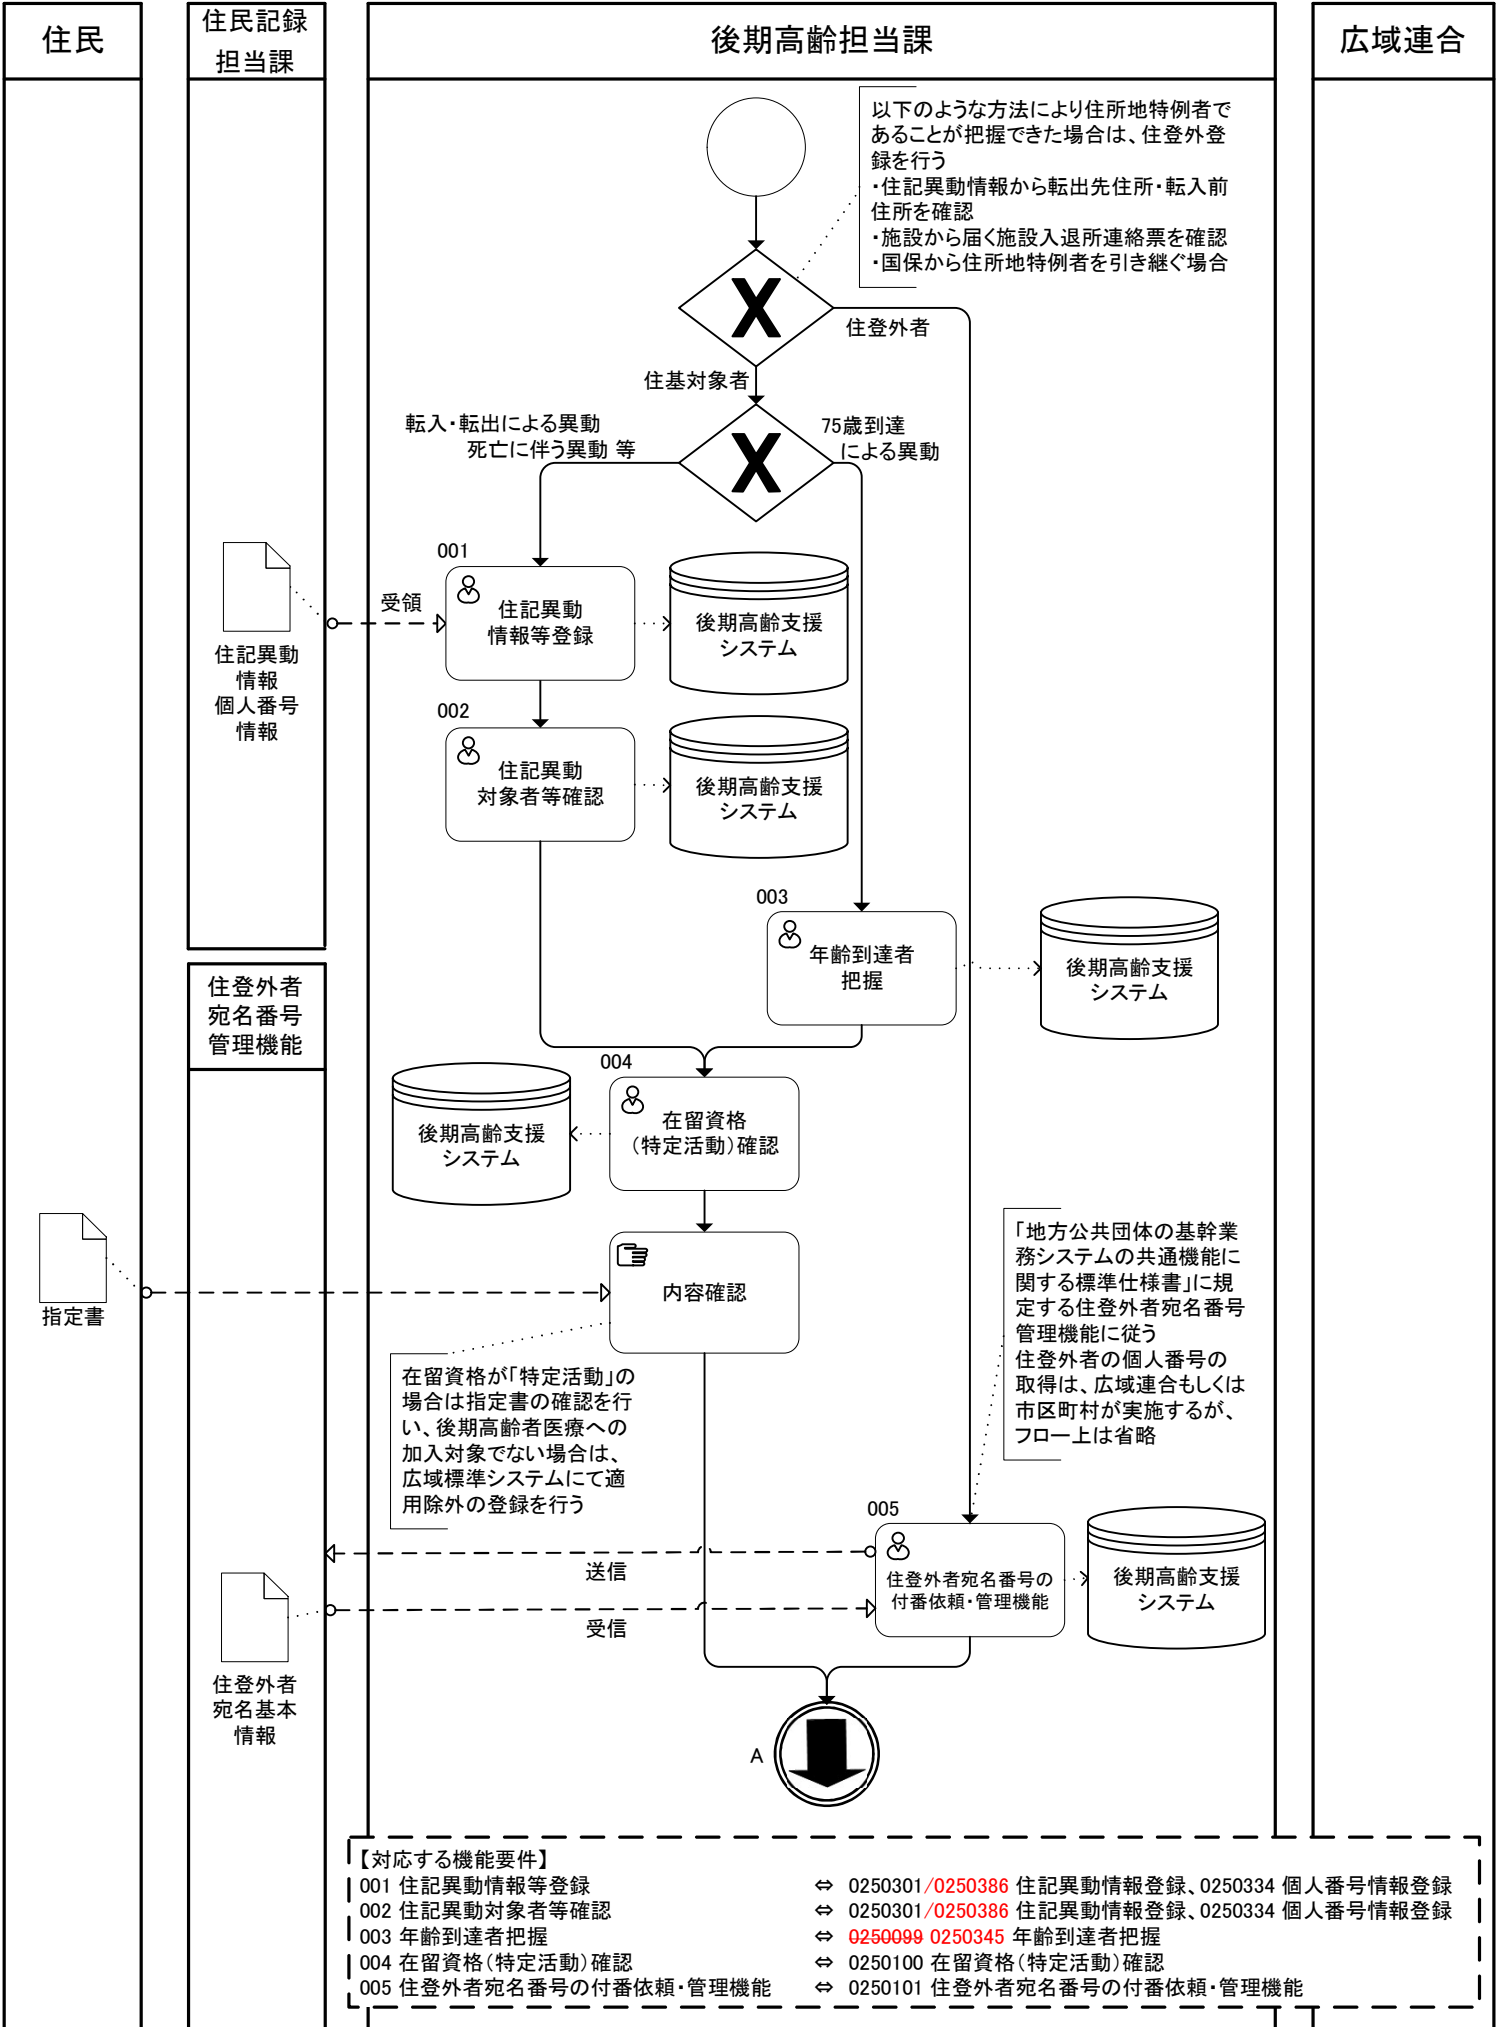 住民
住民記録
担当課
後期高齢担当課
広域連合
以下のような方法により住所地特例者で
あることが把握できた場合は、住登外登
録を行う
・住記異動情報から転出先住所・転入前
住所を確認
・施設から届く施設入退所連絡票を確認
・国保から住所地特例者を引き継ぐ場合
X
住登外者
住基対象者
転入・転出による異動
死亡に伴う異動 等
75歳到達
による異動
X
001
住記異動
情報等登録
後期高齢支援
システム
受領
住記異動
情報
個人番号
情報
002
住記異動
対象者等確認
後期高齢支援
システム
003
年齢到達者
把握
後期高齢支援
システム
住登外者
宛名番号
管理機能
004
在留資格
（特定活動）確認
後期高齢支援
システム
指定書
内容確認
「地方公共団体の基幹業
務システムの共通機能に
関する標準仕様書」に規
定する住登外者宛名番号
管理機能に従う
住登外者の個人番号の
取得は、広域連合もしくは
市区町村が実施するが、
フロー上は省略
在留資格が「特定活動」の
場合は指定書の確認を行
い、後期高齢者医療への
加入対象でない場合は、
広域標準システムにて適
用除外の登録を行う
005
住登外者宛名番号の
付番依頼・管理機能
後期高齢支援
システム
送信
受信
住登外者
宛名基本
情報
A
【対応する機能要件】
001 住記異動情報等登録 ⇔ 0250301/0250386 住記異動情報登録、0250334 個人番号情報登録
002 住記異動対象者等確認 ⇔ 0250301/0250386 住記異動情報登録、0250334 個人番号情報登録
003 年齢到達者把握 ⇔ 0250099 0250345 年齢到達者把握
004 在留資格（特定活動）確認 ⇔ 0250100 在留資格（特定活動）確認
005 住登外者宛名番号の付番依頼・管理機能 ⇔ 0250101 住登外者宛名番号の付番依頼・管理機能